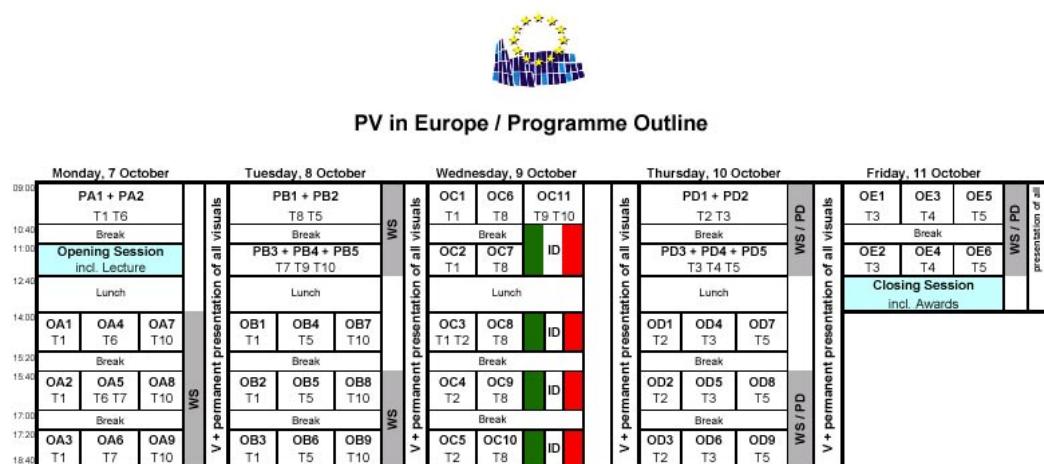 PV in Europe / Programme Outline
Monday, 7 October Tuesday, 8 October Wednesday, 9 October Thursday, 10 October Friday, 11 October
09:00
PA1 + PA2 PB1 + PB2 OC1 OC6 OC11 PD1 + PD2 OE1 OE3 OE5
T1 T6 T8 T5 T1 T8 T9 T10 T2 T3 T3 T4 T5
10:40 Break Break Break Break Break
11:00 Opening Session PB3 + PB4 + PB5 OC2 OC7 ID PD3 + PD4 + PD5 OE2 OE4 OE6
incl. Lecture T7 T9 T10 T1 T8 T3 T4 T5 T3 T4 T5
12:40 Lunch Lunch Lunch Lunch Closing Session
incl. Awards
14:00 OA1 OA4 OA7 OB1 OB4 OB7 OC3 OC8 ID OD1 OD4 OD7
T1 T6 T10 T1 T5 T10 T1 T2 T8 T2 T3 T5
15:20 Break Break Break Break
15:40 OA2 OA5 OA8 OB2 OB5 OB8 OC4 OC9 ID OD2 OD5 OD8
T1 T6 T7 T10 T1 T5 T10 T2 T8 T2 T3 T5
17:00 Break Break Break Break
17:20 OA3 OA6 OA9 OB3 OB6 OB9 OC5 OC10 ID OD3 OD6 OD9
18:40 T1 T7 T10 T1 T5 T10 T2 T8 T2 T3 T5
WS
V + permanent presentation of all visuals
WS
WS
V + permanent presentation of all visuals
V + permanent presentation of all visuals
WS / PD
WS / PD
V + permanent presentation of all visuals
WS / PD
presentation of all